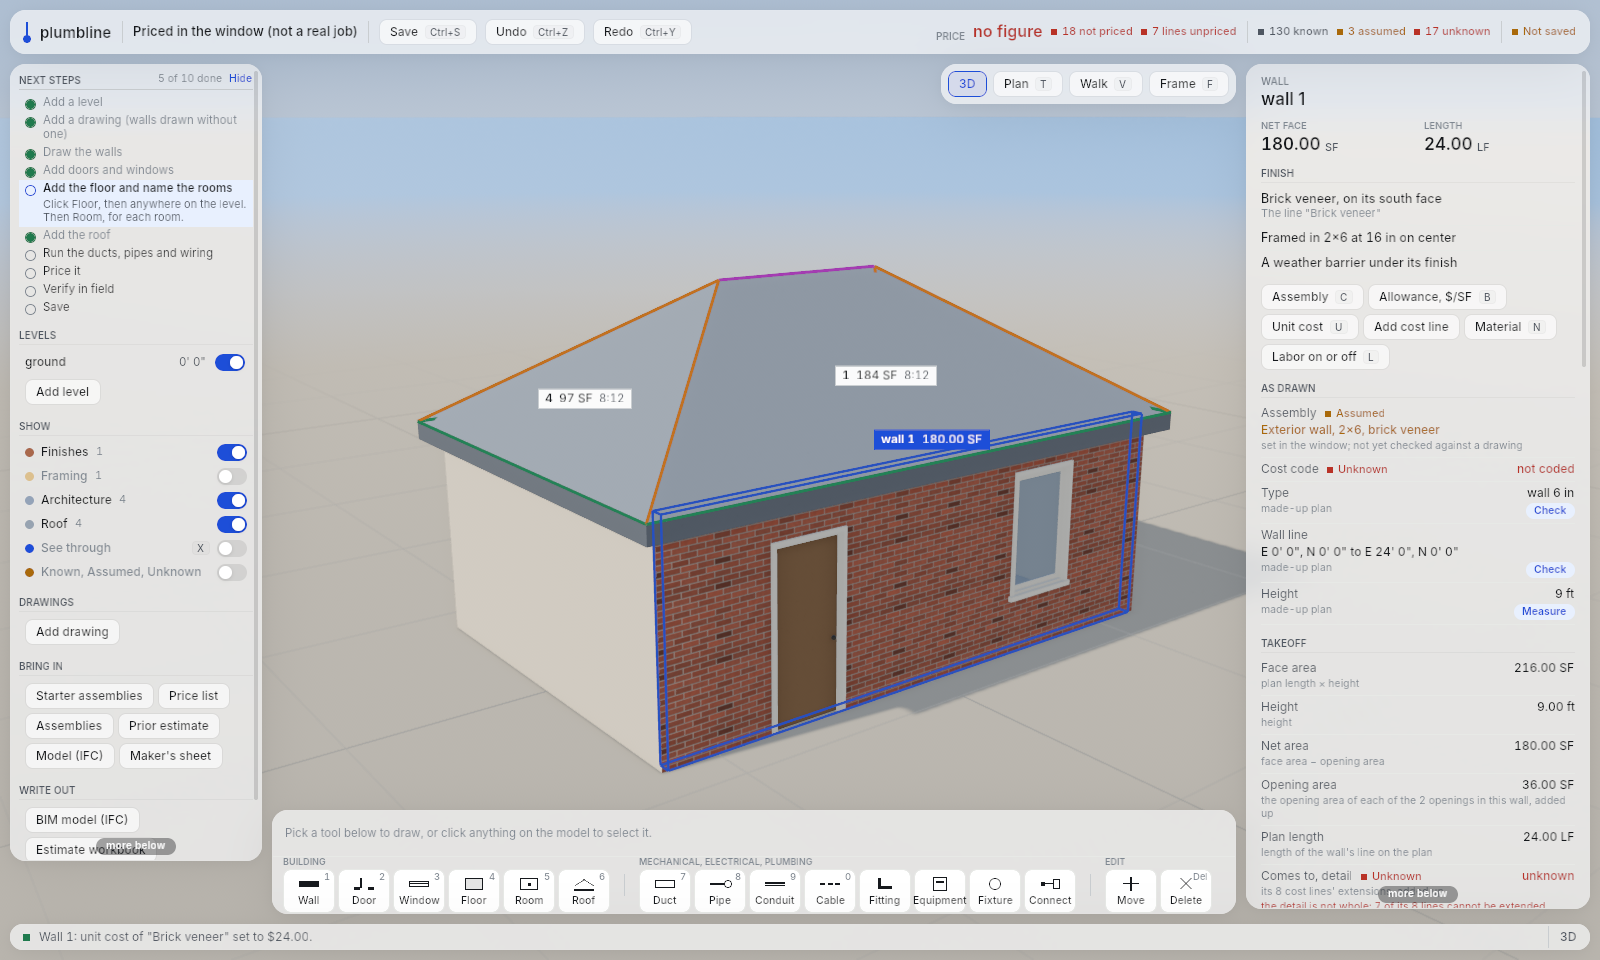 plumbline
Priced in the window (not a real job)
Save Ctrl+S
Undo Ctrl+Z
Redo Ctrl+Y
PRICE no figure
18 not priced
7 lines unpriced
130 known
3 assumed
17 unknown
Not saved
NEXT STEPS
5 of 10 done Hide
Add a level
Add a drawing (walls drawn without
one)
Draw the walls
Add doors and windows
Add the floor and name the rooms
Click Floor, then anywhere on the level.
Then Room, for each room.
Add the roof
Run the ducts, pipes and wiring
Price it
Verify in field
Save
LEVELS
ground 0' 0"
Add level
SHOW
Finishes 1
Framing 1
Architecture 4
Roof 4
See through X
Known, Assumed, Unknown
DRAWINGS
Add drawing
BRING IN
Starter assemblies
Price list
Assemblies
Prior estimate
Model (IFC)
Maker's sheet
WRITE OUT
BIM model (IFC)
Estimate workbook
more below
3D
Plan T
Walk V
Frame F
4 97 SF 8:12
1 184 SF 8:12
wall 1 180.00 SF
Pick a tool below to draw, or click anything on the model to select it.
BUILDING
Wall 1
Door 2
Window 3
Floor 4
Room 5
Roof 6
MECHANICAL, ELECTRICAL, PLUMBING
Duct 7
Pipe 8
Conduit 9
Cable 0
Fitting
Equipment
Fixture
Connect
EDIT
Move
Delete Del
WALL
wall 1
NET FACE
180.00 SF
LENGTH
24.00 LF
FINISH
Brick veneer, on its south face
The line "Brick veneer"
Framed in 2×6 at 16 in on center
A weather barrier under its finish
Assembly C
Allowance, $/SF B
Unit cost U
Add cost line
Material N
Labor on or off L
AS DRAWN
Assembly Assumed
Exterior wall, 2×6, brick veneer
set in the window; not yet checked against a drawing
Cost code Unknown not coded
Type wall 6 in
made-up plan Check
Wall line
E 0' 0", N 0' 0" to E 24' 0", N 0' 0"
made-up plan Check
Height 9 ft
made-up plan Measure
TAKEOFF
Face area 216.00 SF
plan length × height
Height 9.00 ft
height
Net area 180.00 SF
face area − opening area
Opening area 36.00 SF
the opening area of each of the 2 openings in this wall, added
up
Plan length 24.00 LF
length of the wall's line on the plan
Comes to, detail Unknown unknown
its 8 cost lines' extension
more below
the detail is not whole: 7 of its 8 lines cannot be extended
Wall 1: unit cost of "Brick veneer" set to $24.00.
3D